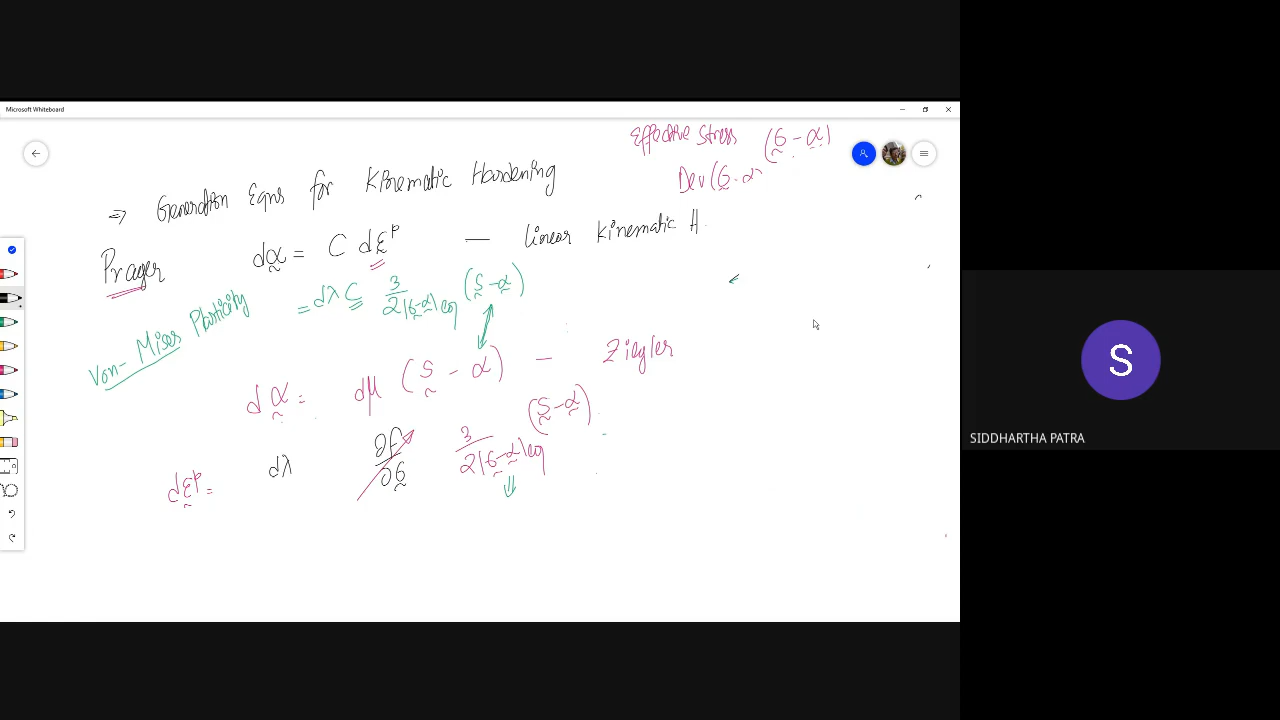 Microsoft Whiteboard
Effective Stress (σ - α)
Dev (σ - α)
⇒ Generation Eqns for Kinematic Hardening
Prager dα = C dε^p — linear kinematic H
Von-Mises Plasticity = dλ C 3/2|σ-α|eq (S - α)
dα = dμ (S - α) — Ziegler
dε^p = dλ ∂f/∂σ 3/2|σ-α|eq (S - α)
S
SIDDHARTHA PATRA